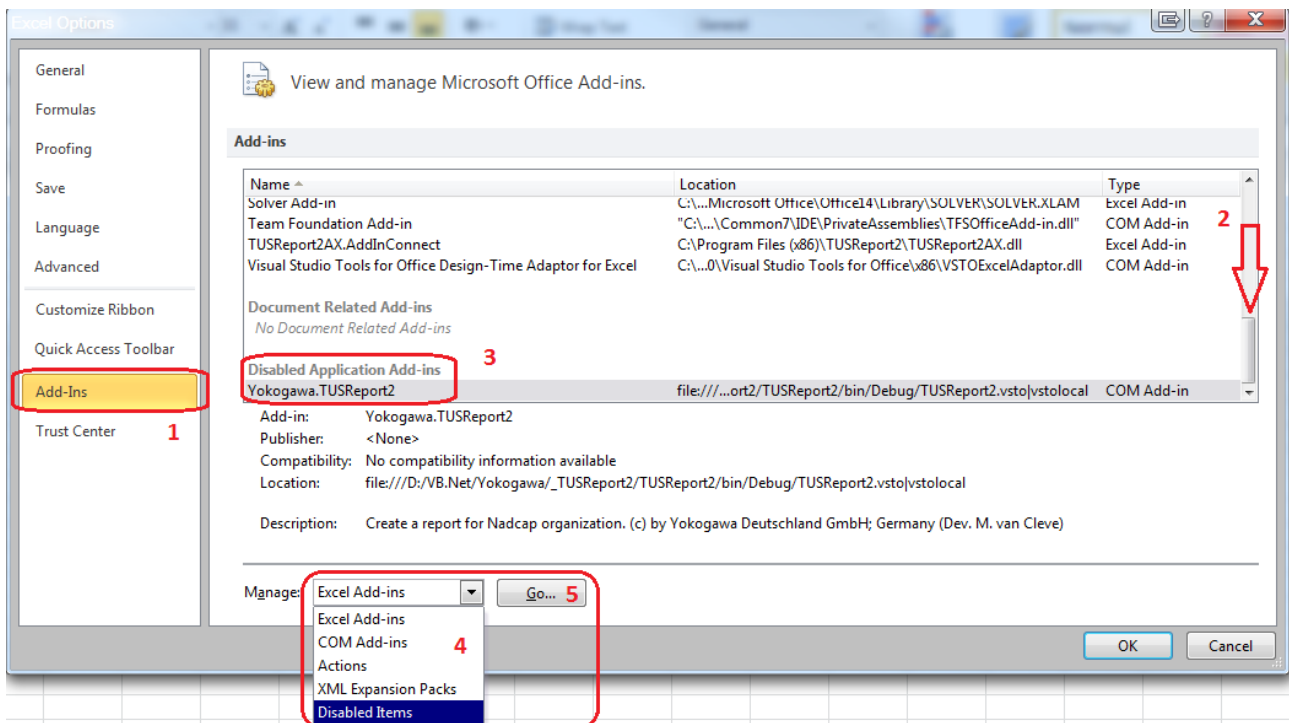 Excel Options
General
Formulas
Proofing
Save
Language
Advanced
Customize Ribbon
Quick Access Toolbar
Add-Ins
Trust Center
1
View and manage Microsoft Office Add-ins.
Add-ins
Name Location Type
Solver Add-in C:\...Microsoft Office\Office14\Library\SOLVER\SOLVER.XLAM Excel Add-in
Team Foundation Add-in "C:\...\Common7\IDE\PrivateAssemblies\TFSOfficeAdd-in.dll" COM Add-in
2
TUSReport2AX.AddInConnect C:\Program Files (x86)\TUSReport2\TUSReport2AX.dll Excel Add-in
Visual Studio Tools for Office Design-Time Adaptor for Excel C:\...0\Visual Studio Tools for Office\x86\VSTOExcelAdaptor.dll COM Add-in
Document Related Add-ins
No Document Related Add-ins
3
Disabled Application Add-ins
Yokogawa.TUSReport2 file:///...ort2/TUSReport2/bin/Debug/TUSReport2.vsto|vstolocal COM Add-in
Add-in: Yokogawa.TUSReport2
Publisher: <None>
Compatibility: No compatibility information available
Location: file:///D:/VB.Net/Yokogawa/_TUSReport2/TUSReport2/bin/Debug/TUSReport2.vsto|vstolocal
Description: Create a report for Nadcap organization. (c) by Yokogawa Deutschland GmbH; Germany (Dev. M. van Cleve)
Manage: Excel Add-ins Go... 5
Excel Add-ins
COM Add-ins 4
Actions
XML Expansion Packs
Disabled Items
OK Cancel